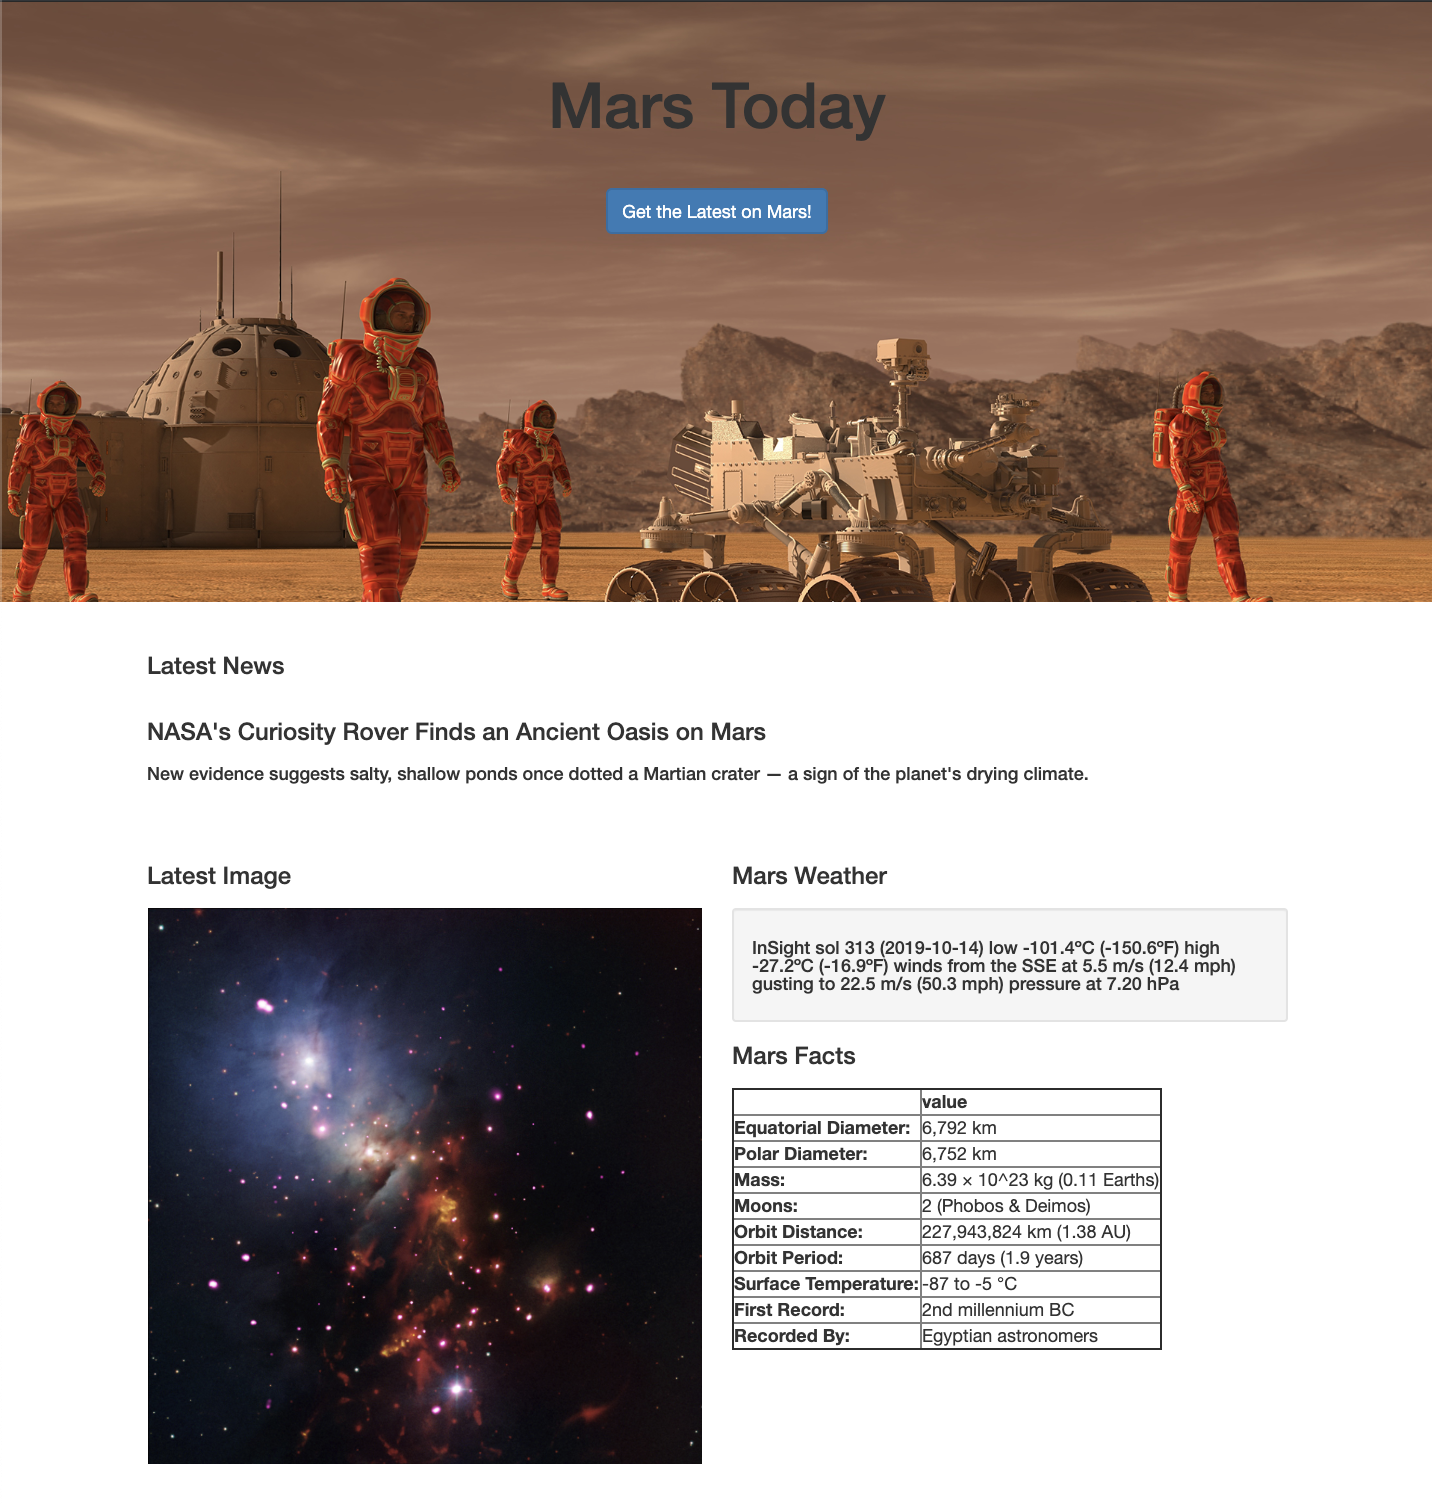 Mars Today
Get the Latest on Mars!
Latest News
NASA's Curiosity Rover Finds an Ancient Oasis on Mars
New evidence suggests salty, shallow ponds once dotted a Martian crater — a sign of the planet's drying climate.
Latest Image
Mars Weather
InSight sol 313 (2019-10-14) low -101.4ºC (-150.6ºF) high
-27.2ºC (-16.9ºF) winds from the SSE at 5.5 m/s (12.4 mph)
gusting to 22.5 m/s (50.3 mph) pressure at 7.20 hPa
Mars Facts
value
Equatorial Diameter: 6,792 km
Polar Diameter: 6,752 km
Mass: 6.39 × 10^23 kg (0.11 Earths)
Moons: 2 (Phobos & Deimos)
Orbit Distance: 227,943,824 km (1.38 AU)
Orbit Period: 687 days (1.9 years)
Surface Temperature: -87 to -5 °C
First Record: 2nd millennium BC
Recorded By: Egyptian astronomers